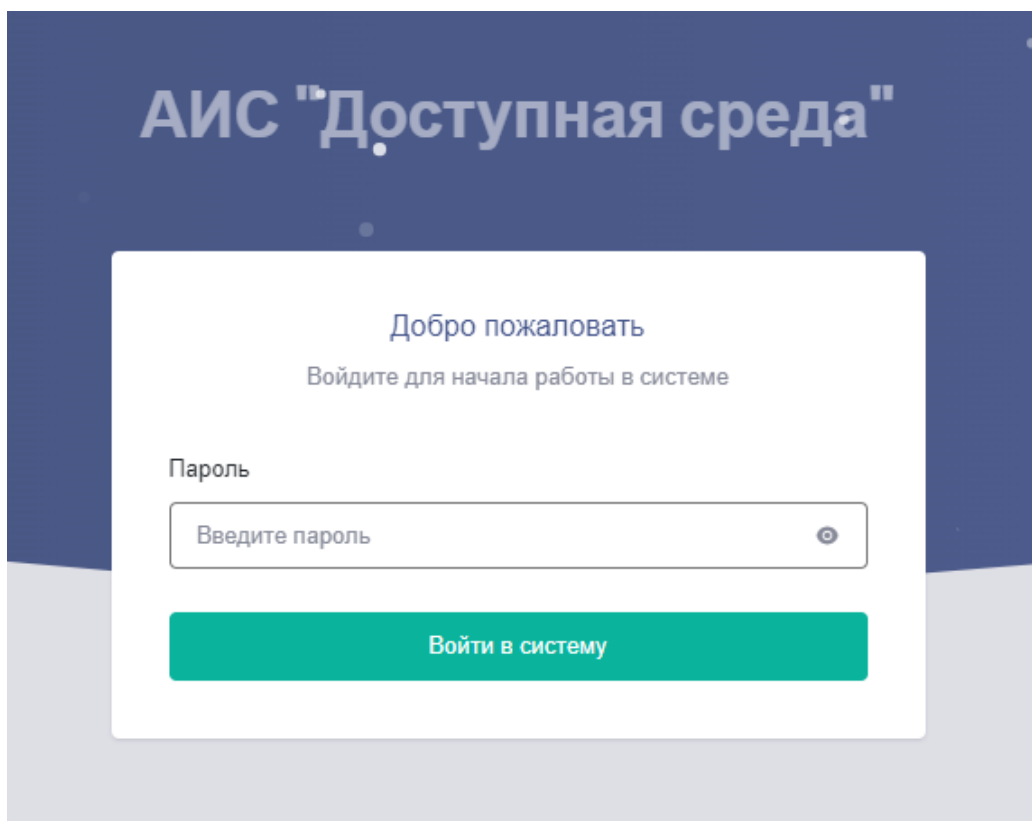 АИС "Доступная среда"
Добро пожаловать
Войдите для начала работы в системе
Пароль
Введите пароль
Войти в систему